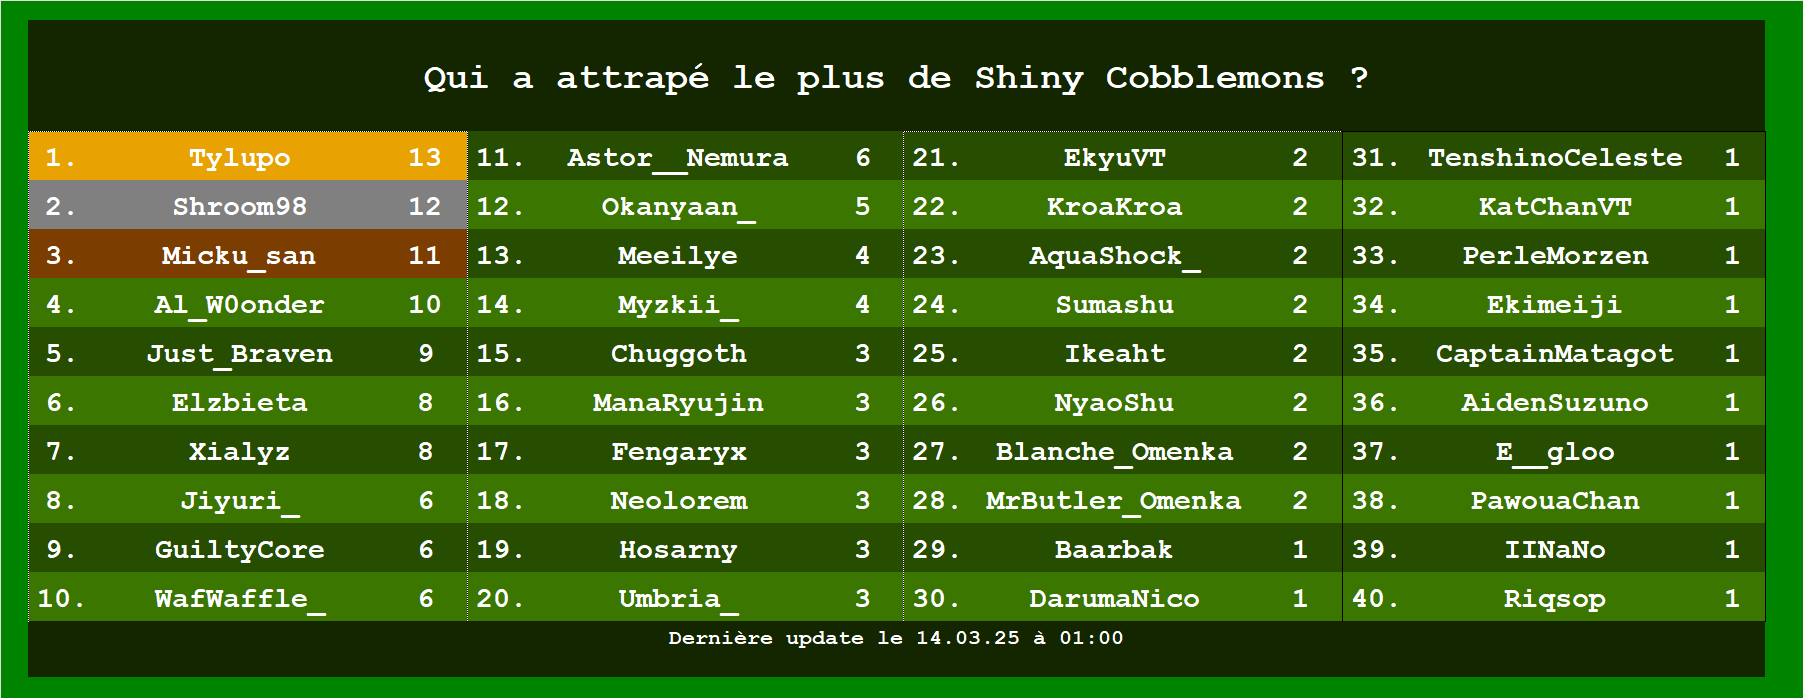 Qui a attrapé le plus de Shiny Cobblemons ?
1. Tylupo 13
2. Shroom98 12
3. Micku_san 11
4. Al_W0onder 10
5. Just_Braven 9
6. Elzbieta 8
7. Xialyz 8
8. Jiyuri_ 6
9. GuiltyCore 6
10. WafWaffle_ 6
11. Astor__Nemura 6
12. Okanyaan_ 5
13. Meeilye 4
14. Myzkii_ 4
15. Chuggoth 3
16. ManaRyujin 3
17. Fengaryx 3
18. Neolorem 3
19. Hosarny 3
20. Umbria_ 3
21. EkyuVT 2
22. KroaKroa 2
23. AquaShock_ 2
24. Sumashu 2
25. Ikeaht 2
26. NyaoShu 2
27. Blanche_Omenka 2
28. MrButler_Omenka 2
29. Baarbak 1
30. DarumaNico 1
31. TenshinoCeleste 1
32. KatChanVT 1
33. PerleMorzen 1
34. Ekimeiji 1
35. CaptainMatagot 1
36. AidenSuzuno 1
37. E__gloo 1
38. PawouaChan 1
39. IINaNo 1
40. Riqsop 1
Dernière update le 14.03.25 à 01:00